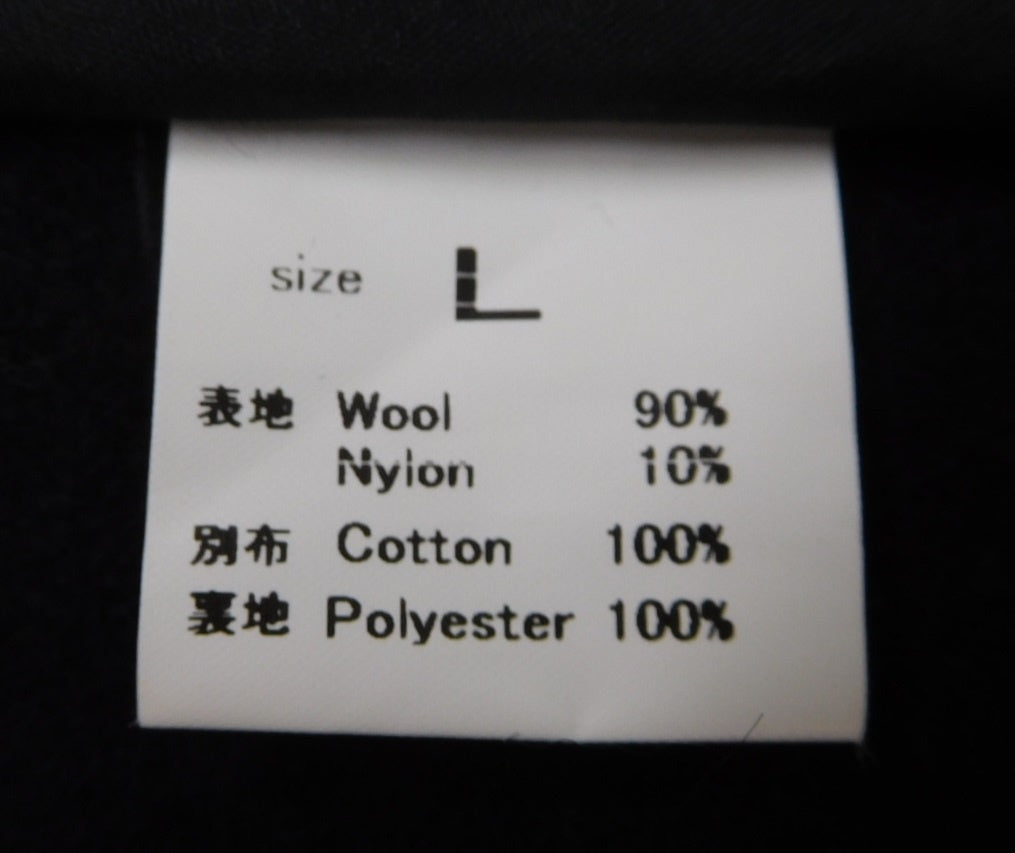 size L
表地 Wool 90%
Nylon 10%
別布 Cotton 100%
裏地 Polyester 100%